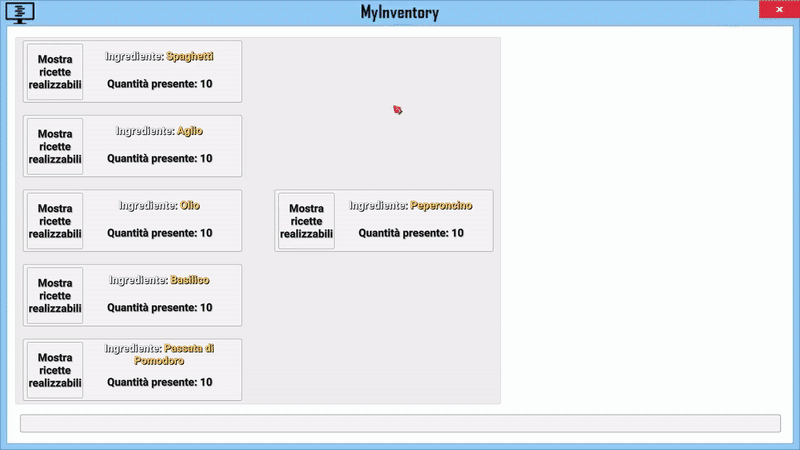 MyInventory
Mostra
ricette
realizzabili
Ingrediente: Spaghetti
Quantità presente: 10
Mostra
ricette
realizzabili
Ingrediente: Aglio
Quantità presente: 10
Mostra
ricette
realizzabili
Ingrediente: Olio
Quantità presente: 10
Mostra
ricette
realizzabili
Ingrediente: Peperoncino
Quantità presente: 10
Mostra
ricette
realizzabili
Ingrediente: Basilico
Quantità presente: 10
Mostra
ricette
realizzabili
Ingrediente: Passata di
Pomodoro
Quantità presente: 10